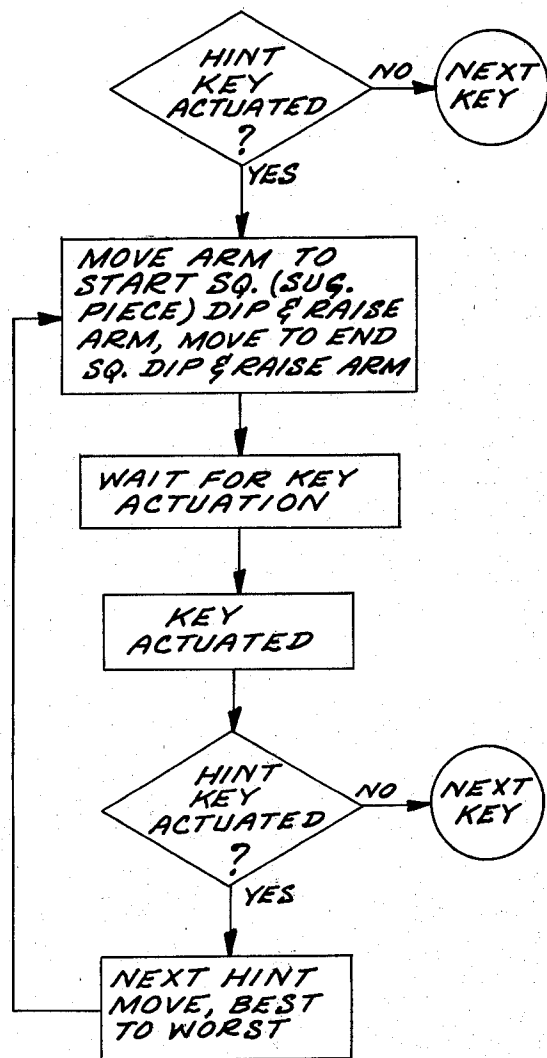 HINT
KEY
ACTUATED
?
NO
NEXT
KEY
YES
MOVE ARM TO
START SQ. (SUG.
PIECE) DIP & RAISE
ARM, MOVE TO END
SQ. DIP & RAISE ARM
WAIT FOR KEY
ACTUATION
KEY
ACTUATED
HINT
KEY
ACTUATED
?
NO
NEXT
KEY
YES
NEXT HINT
MOVE, BEST
TO WORST